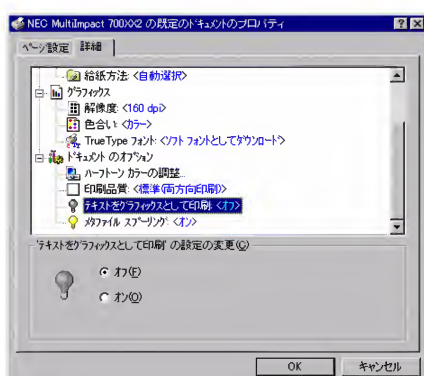 NEC MultiImpact 700XX2 の既定のドキュメントのプロパティ
ページ設定 詳細
給紙方法: <自動選択>
グラフィックス
解像度: <160 dpi>
色合い: <カラー>
TrueType フォント: <ソフト フォントとしてダウンロード>
ドキュメントのオプション
ハーフトーン カラーの調整...
印刷品質: <標準(両方向印刷)>
テキストをグラフィックスとして印刷: <オフ>
メタファイル スプーリング: <オン>
'テキストをグラフィックスとして印刷' の設定の変更(C)
オフ(F)
オン(O)
OK キャンセル